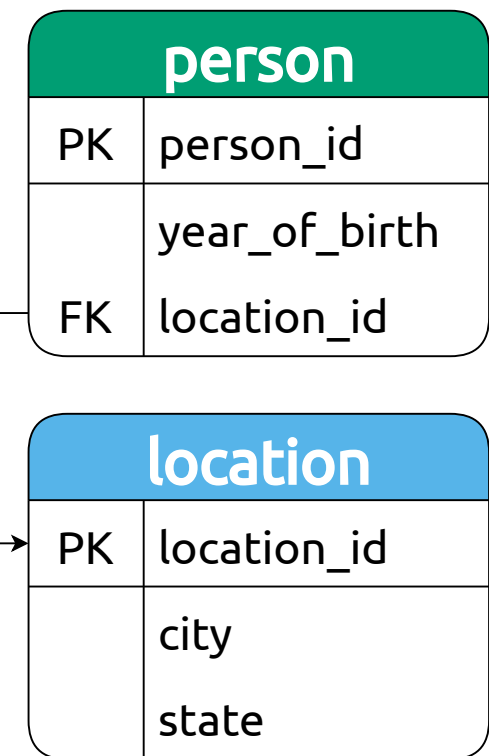 person
PK person_id
year_of_birth
FK location_id
location
PK location_id
city
state